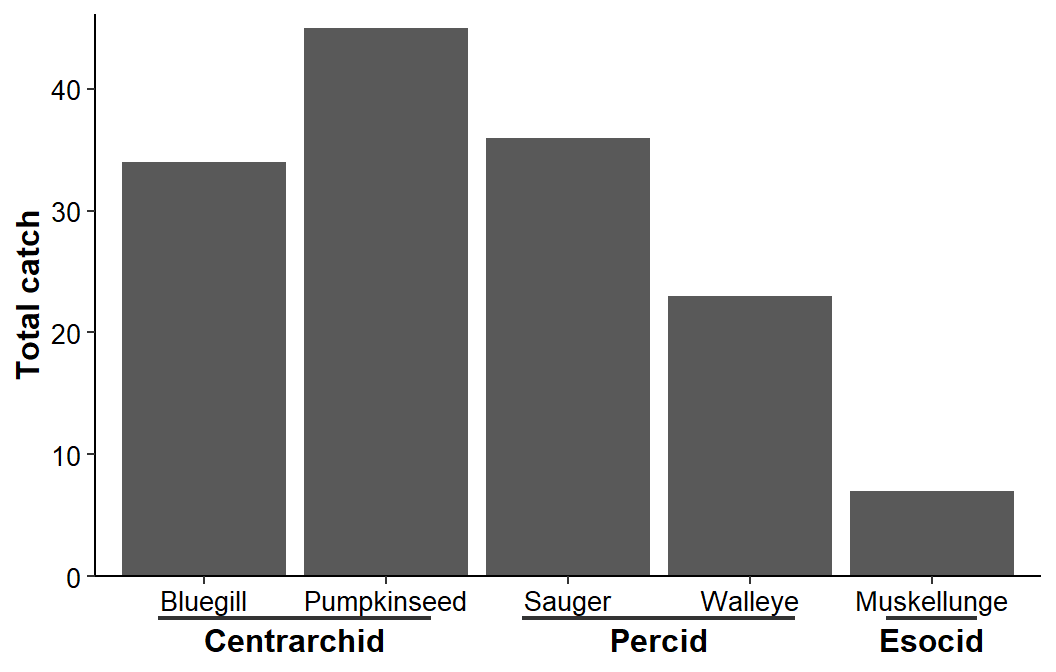 Total catch
40
30
20
10
0
Bluegill Pumpkinseed Sauger Walleye Muskellunge
Centrarchid Percid Esocid